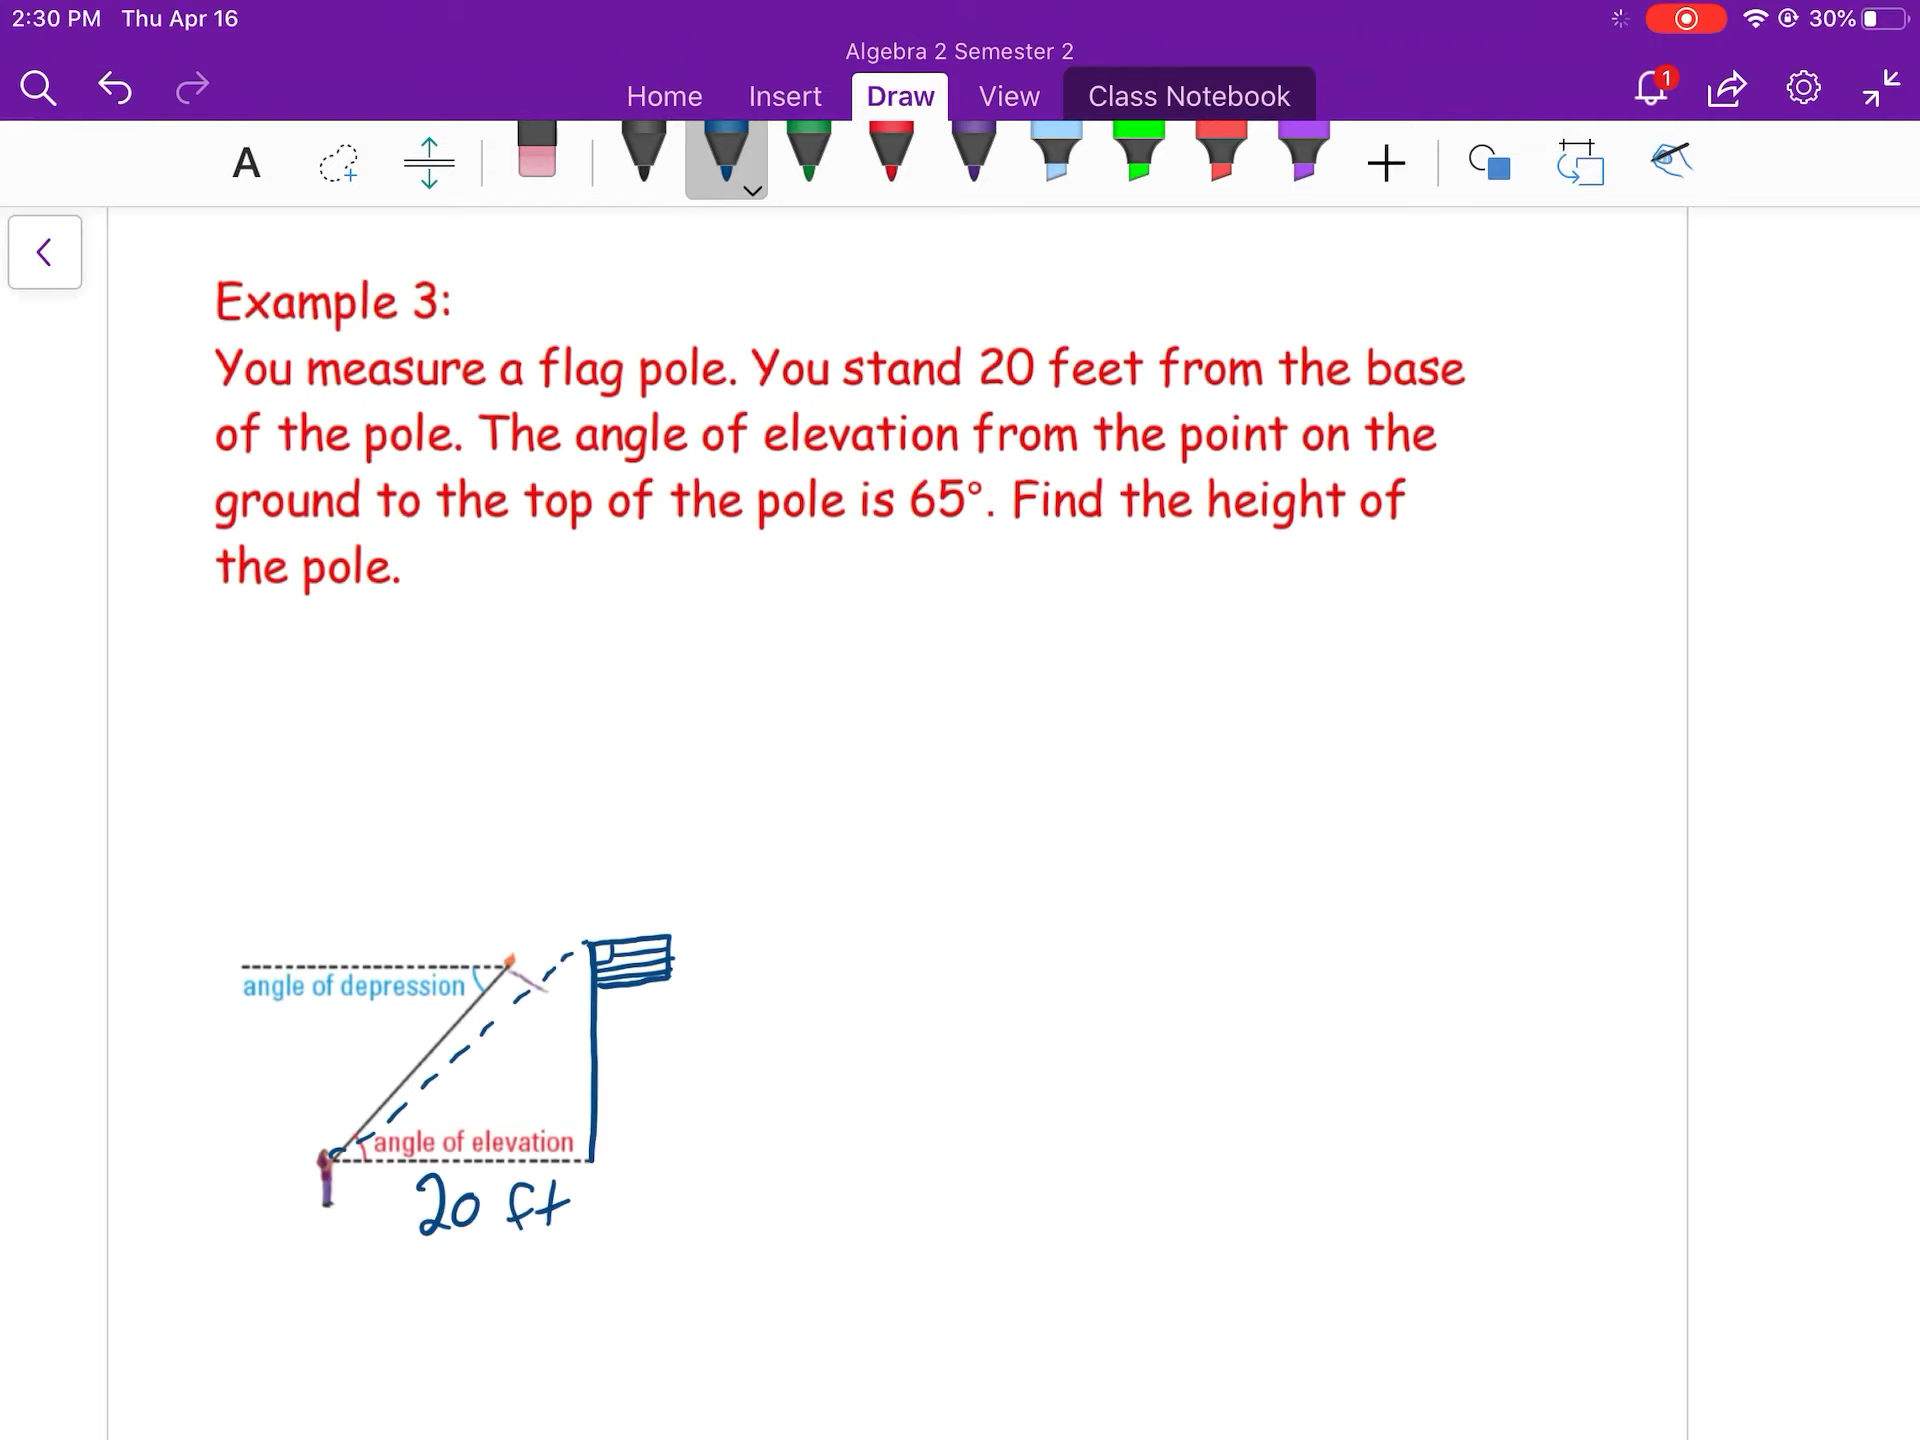 2:30 PM Thu Apr 16
30%
Algebra 2 Semester 2
Home Insert Draw View Class Notebook
1
A
Example 3:
You measure a flag pole. You stand 20 feet from the base
of the pole. The angle of elevation from the point on the
ground to the top of the pole is 65°. Find the height of
the pole.
angle of depression
angle of elevation
20 ft